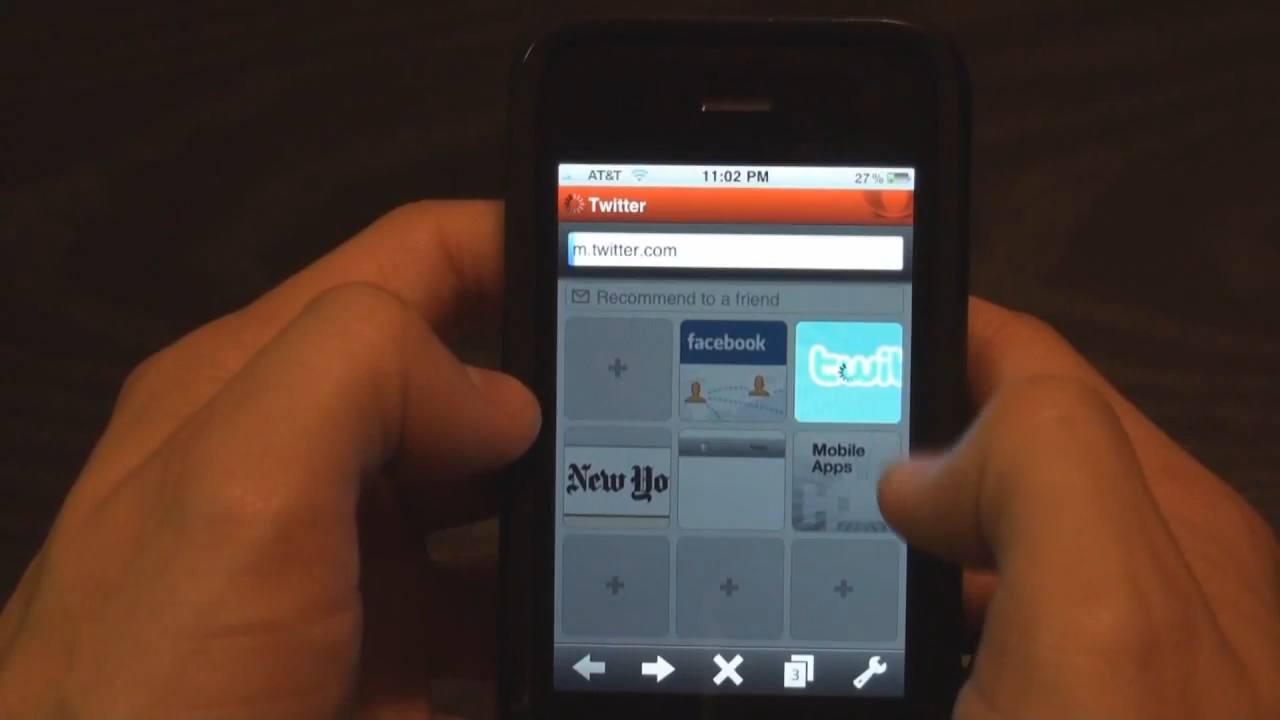 AT&T 11:02 PM 27%
Twitter
m.twitter.com
Recommend to a friend
facebook
twit
New Yo
Mobile
Apps
3